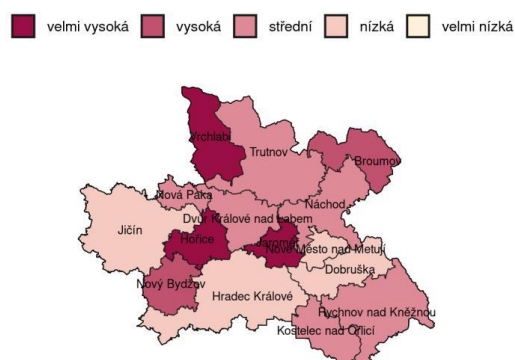 velmi vysoká vysoká střední nízká velmi nízká
Vrchlabí
Trutnov
Broumov
Nová Paka
Náchod
Dvůr Králové nad Labem
Jičín
Hořice
Jaroměř
Nové Město nad Metují
Dobruška
Nový Bydžov
Hradec Králové
Rychnov nad Kněžnou
Kostelec nad Orlicí